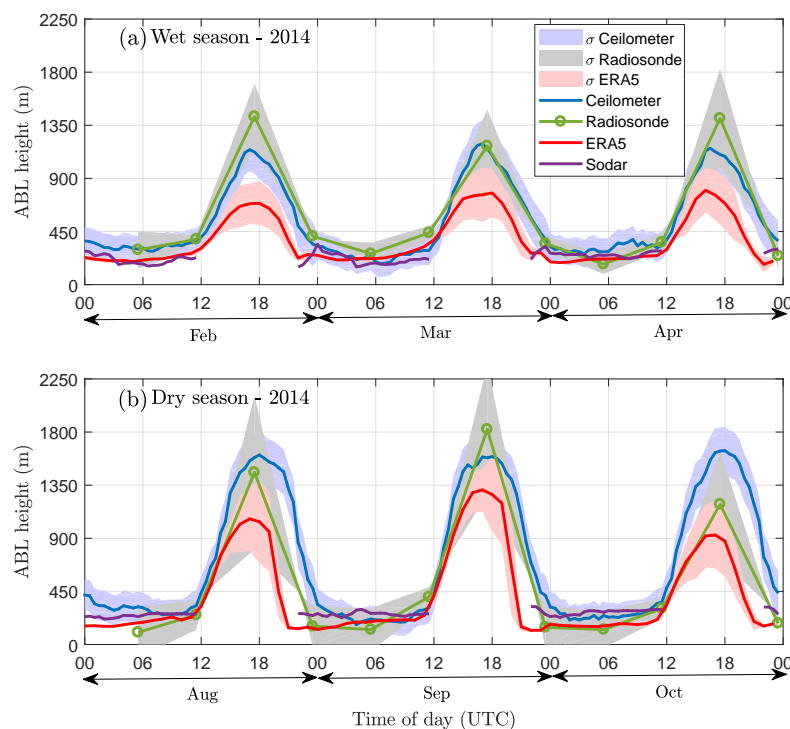 (a) Wet season - 2014
σ Ceilometer
σ Radiosonde
σ ERA5
Ceilometer
Radiosonde
ERA5
Sodar
ABL height (m)
2250
1800
1350
900
450
0
00 06 12 18 00 06 12 18 00 06 12 18 00
Feb Mar Apr
(b) Dry season - 2014
ABL height (m)
2250
1800
1350
900
450
0
00 06 12 18 00 06 12 18 00 06 12 18 00
Aug Sep Oct
Time of day (UTC)